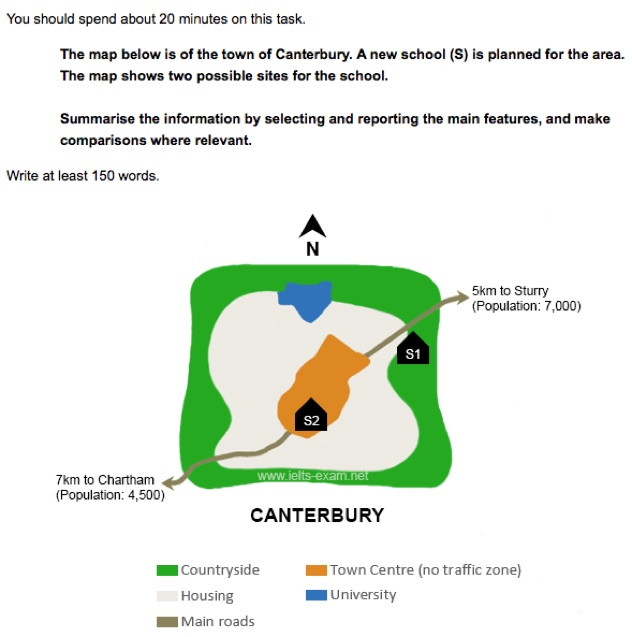 You should spend about 20 minutes on this task.
The map below is of the town of Canterbury. A new school (S) is planned for the area.
The map shows two possible sites for the school.
Summarise the information by selecting and reporting the main features, and make
comparisons where relevant.
Write at least 150 words.
N
5km to Sturry
(Population: 7,000)
S1
S2
www.ielts-exam.net
7km to Chartham
(Population: 4,500)
CANTERBURY
Countryside
Town Centre (no traffic zone)
Housing
University
Main roads